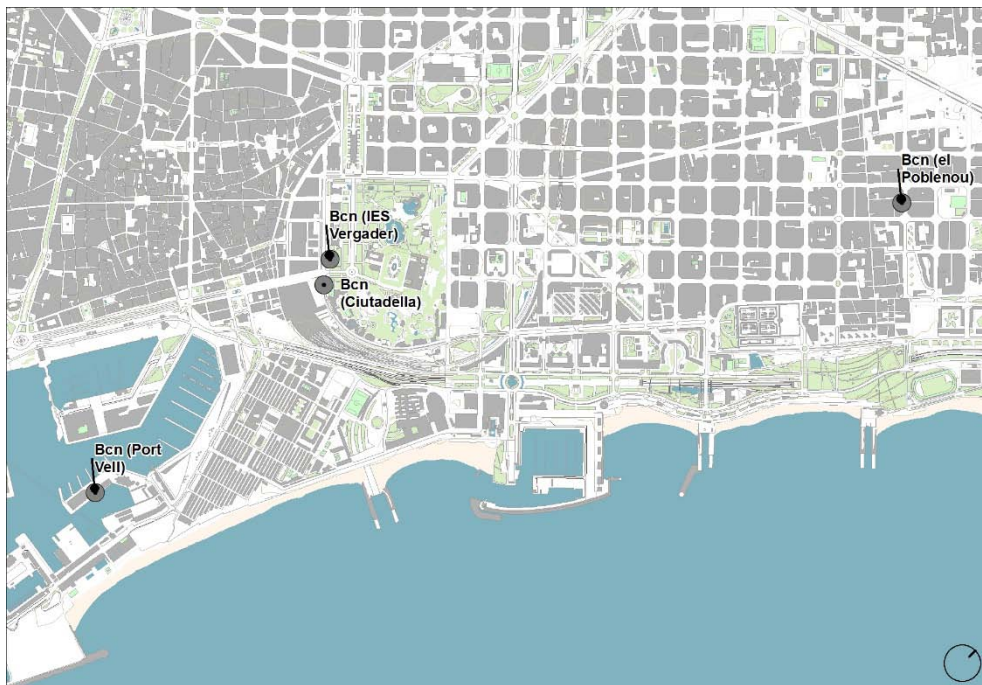 Bcn (el
Poblenou)
Bcn (IES
Vergader)
Bcn
(Ciutadella)
Bcn (Port
Vell)